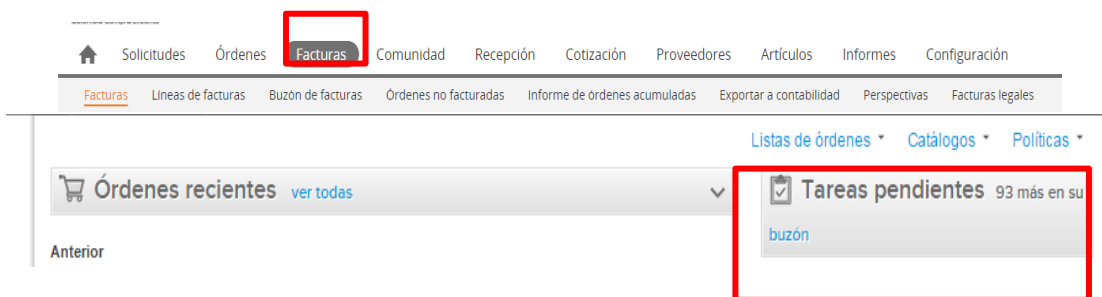 Solicitudes Órdenes Facturas Comunidad Recepción Cotización Proveedores Artículos Informes Configuración
Facturas Líneas de facturas Buzón de facturas Órdenes no facturadas Informe de órdenes acumuladas Exportar a contabilidad Perspectivas Facturas legales
Listas de órdenes Catálogos Políticas
Órdenes recientes ver todas
Tareas pendientes 93 más en su
buzón
Anterior